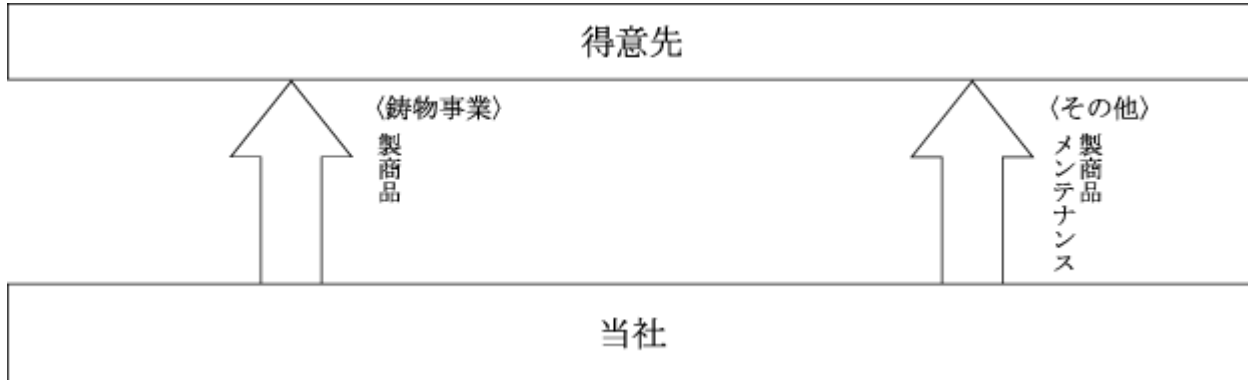 得意先
〈鋳物事業〉
製商品
〈その他〉
製商品
メンテナンス
当社